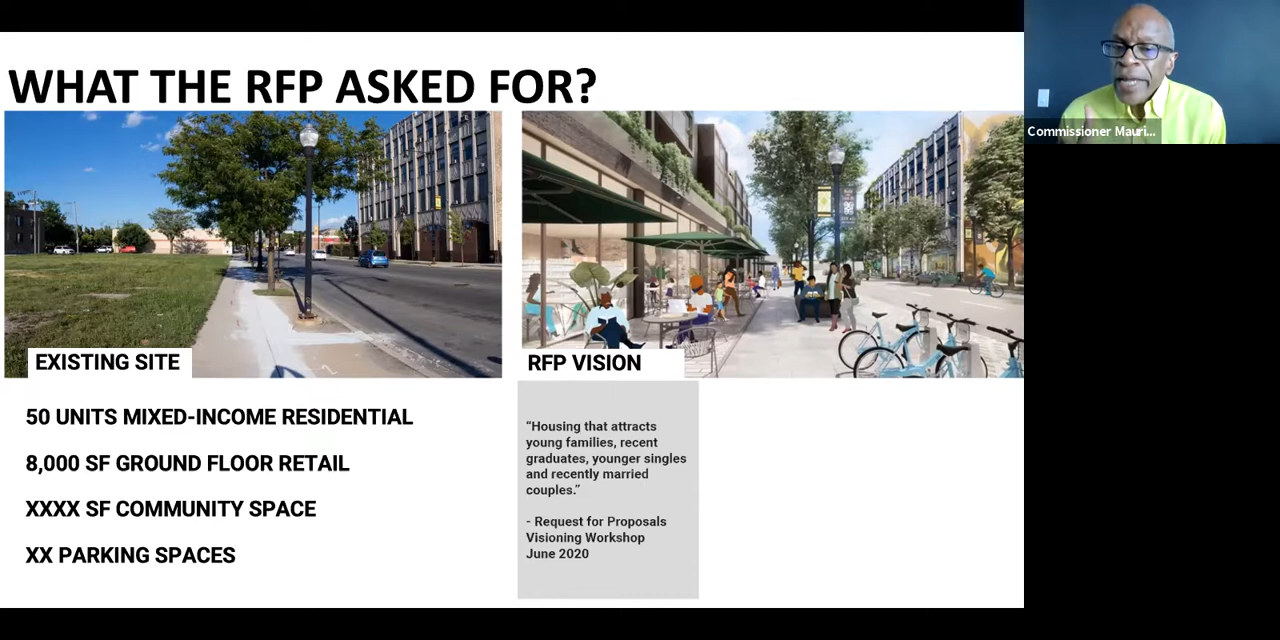 WHAT THE RFP ASKED FOR?
EXISTING SITE
RFP VISION
50 UNITS MIXED-INCOME RESIDENTIAL
8,000 SF GROUND FLOOR RETAIL
XXXX SF COMMUNITY SPACE
XX PARKING SPACES
“Housing that attracts
young families, recent
graduates, younger singles
and recently married
couples.”
- Request for Proposals
Visioning Workshop
June 2020
Commissioner Mauri...